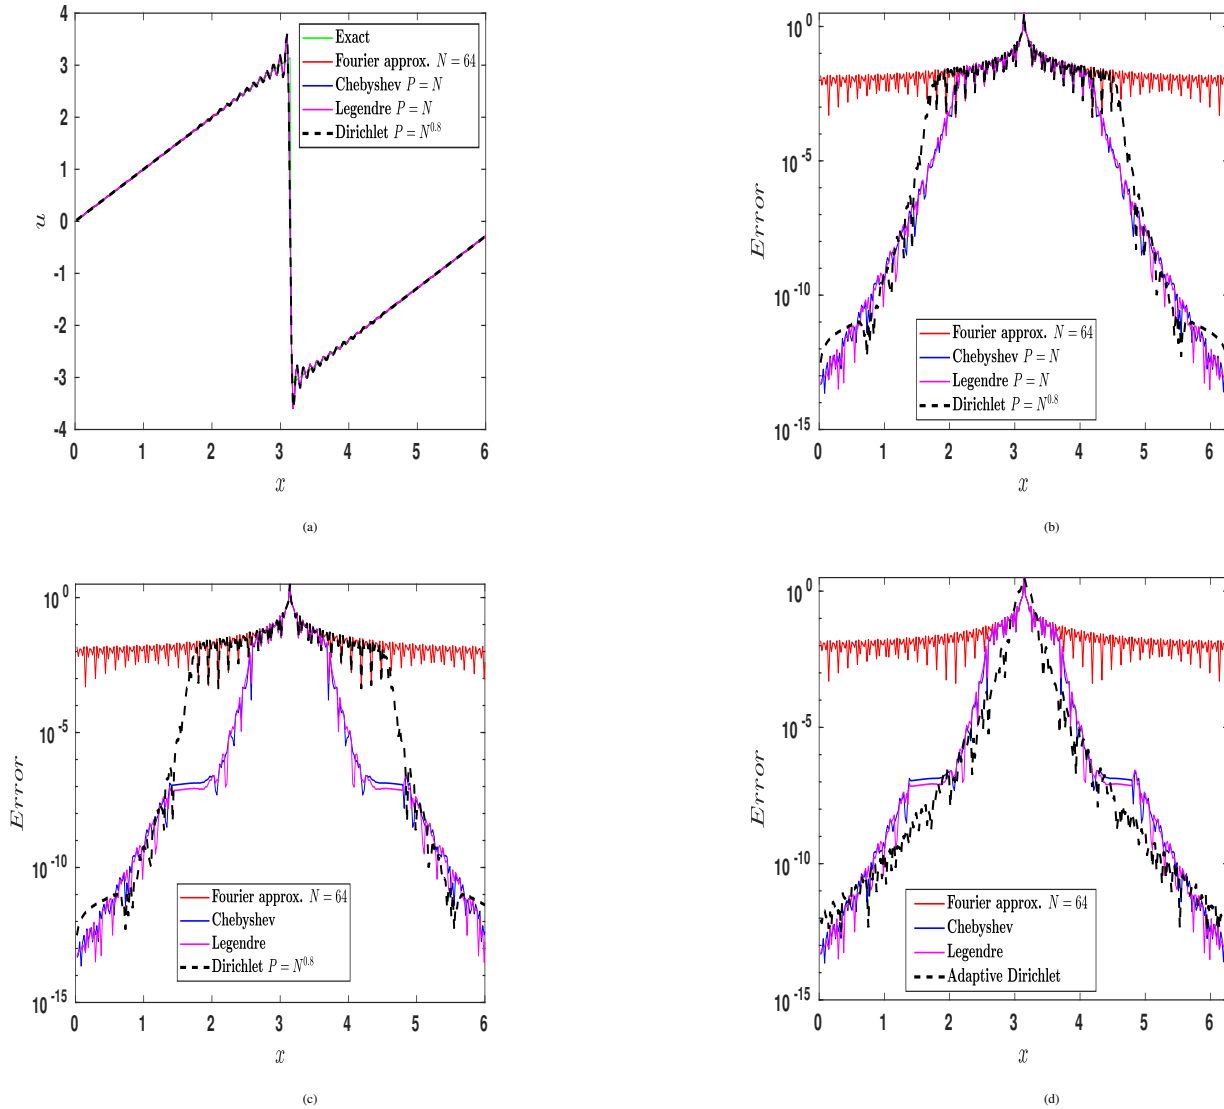 4
3
2
1
0
-1
-2
-3
-4
u
0 1 2 3 4 5 6
x
Exact
Fourier approx. N = 64
Chebyshev P = N
Legendre P = N
Dirichlet P = N^0.8
(a)
10^0
10^-5
10^-10
10^-15
Error
0 1 2 3 4 5 6
x
Fourier approx. N = 64
Chebyshev P = N
Legendre P = N
Dirichlet P = N^0.8
(b)
10^0
10^-5
10^-10
10^-15
Error
0 1 2 3 4 5 6
x
Fourier approx. N = 64
Chebyshev
Legendre
Dirichlet P = N^0.8
(c)
10^0
10^-5
10^-10
10^-15
Error
0 1 2 3 4 5 6
x
Fourier approx. N = 64
Chebyshev
Legendre
Adaptive Dirichlet
(d)